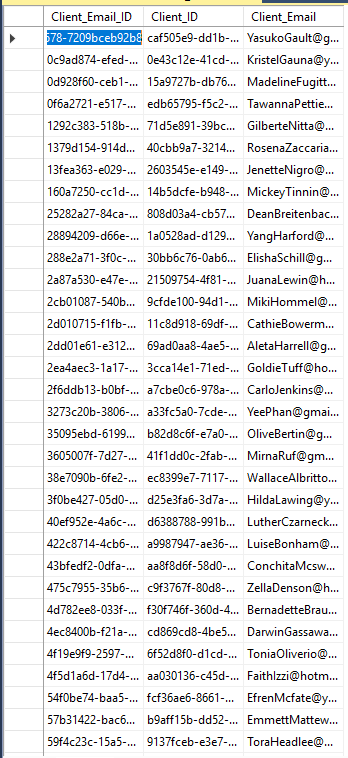 Client_Email_ID Client_ID Client_Email
578-7209bceb92b8 caf505e9-dd1b-... YasukoGault@g...
0c9ad874-efed-... 0e43c12e-41cd-... KristelGauna@y...
0d928f60-ceb1-... 15a9727b-db76... MadelineFugitt...
0f6a2721-e517-... edb65795-f5c2-... TawannaPettie...
1292c383-518b-... 71d5e891-39bc... GilberteNitta@...
1379d154-914d... 40cbb9a7-3214... RosenaZaccaria...
13fea363-e029-... 2603545e-e149-... JenetteNigro@...
160a7250-cc1d-... 14b5dcfe-b948-... MickeyTinnin@...
25282a27-84ca-... 808d03a4-cb57... DeanBreitenbac...
28894209-d66e-... 1a0528ad-d129... YangHarford@...
288e2a71-3f0c-... 30bb6c76-0ab6... ElishaSchill@g...
2a87a530-e47e-... 21509754-4f81-... JuanaLewin@h...
2cb01087-540b... 9cfde100-94d1-... MikiHommel@...
2d010715-f1fb-... 11c8d918-69df-... CathieBowerm...
2dd01e61-e312... 69ad0aa8-4ae5-... AletaHarrell@g...
2ea4aec3-1a17-... 3cca14e1-71ed-... GoldieTuff@ho...
2f6ddb13-b0bf-... a7cbe0c6-978a-... CarloJenkins@...
3273c20b-3806-... a33fc5a0-7cde-... YeePhan@gmai...
35095ebd-6199... b82d8c6f-e7a0-... OliveBertin@g...
3605007f-7d27-... 41f1dd0c-2fab-... MirnaRuf@gm...
38e7090b-6fe2-... ec8399e7-7117-... WallaceAlbritto...
3f0be427-05d0-... d25e3fa6-3d7a-... HildaLawing@y...
40ef952e-4a6c-... d6388788-991b... LutherCzarneck...
422c8714-4cb6-... a9987947-ae36-... LuiseBonham@...
43bfedf2-0dfa-... aa8f8d6f-58d0-... ConchitaMcsw...
475c7955-35b6-... c9f3767f-80d8-... ZellaDenson@h...
4d782ee8-033f-... f30f746f-360d-4... BernadetteBrau...
4ec8400b-f21a-... cd869cd8-4be5... DarwinGassawa...
4f19e9f9-2597-... 6f52d8f0-d1cd-... ToniaOliverio@...
4f5d1a6d-17d4-... aa030136-c45d-... FaithIzzi@hotm...
54f0be74-baa5-... fcf36ae6-8661-... EfrenMcfate@y...
57b31422-bac6... b9aff15b-dd52-... EmmettMattew...
59f4c23c-15a5-... 9137fceb-e3e7-... ToraHeadlee@...